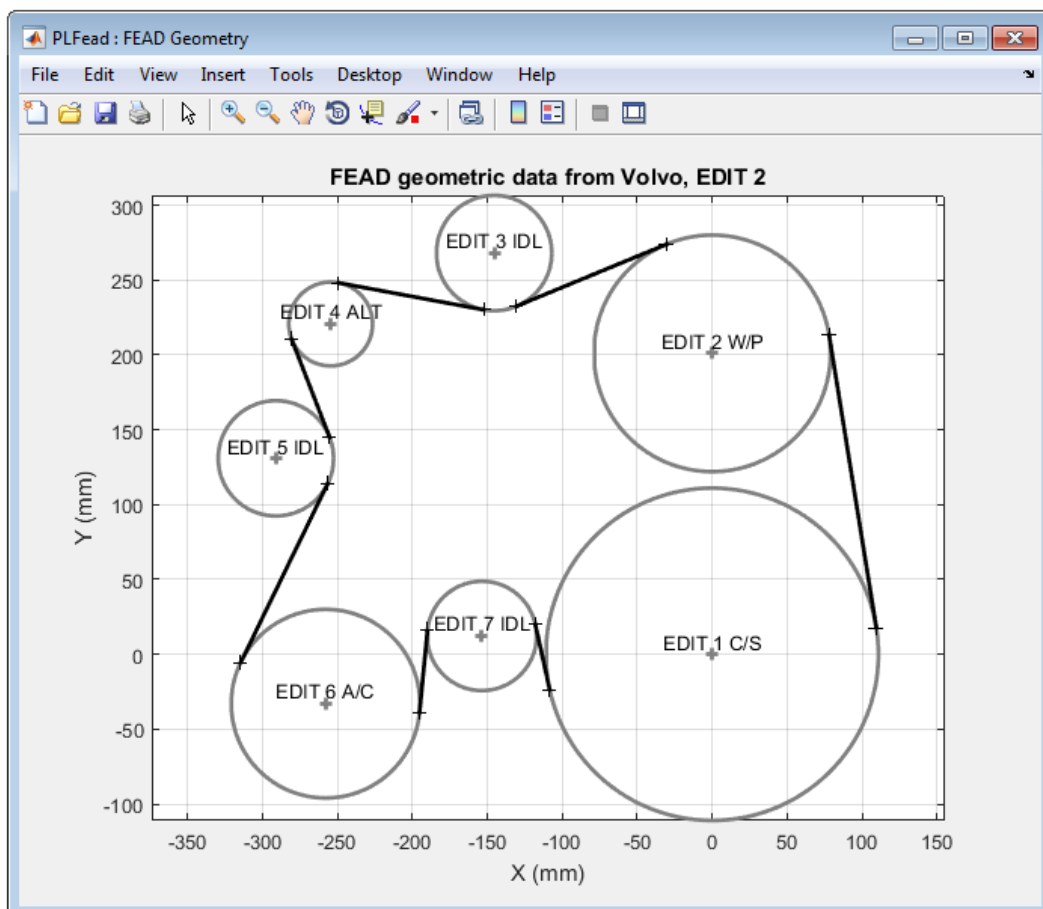 PLFead : FEAD Geometry
File Edit View Insert Tools Desktop Window Help
FEAD geometric data from Volvo, EDIT 2
300
250
200
150
100
50
0
-50
-100
Y (mm)
EDIT 3 IDL
EDIT 4 ALT
EDIT 2 W/P
EDIT 5 IDL
EDIT 7 IDL
EDIT 1 C/S
EDIT 6 A/C
-350 -300 -250 -200 -150 -100 -50 0 50 100 150
X (mm)